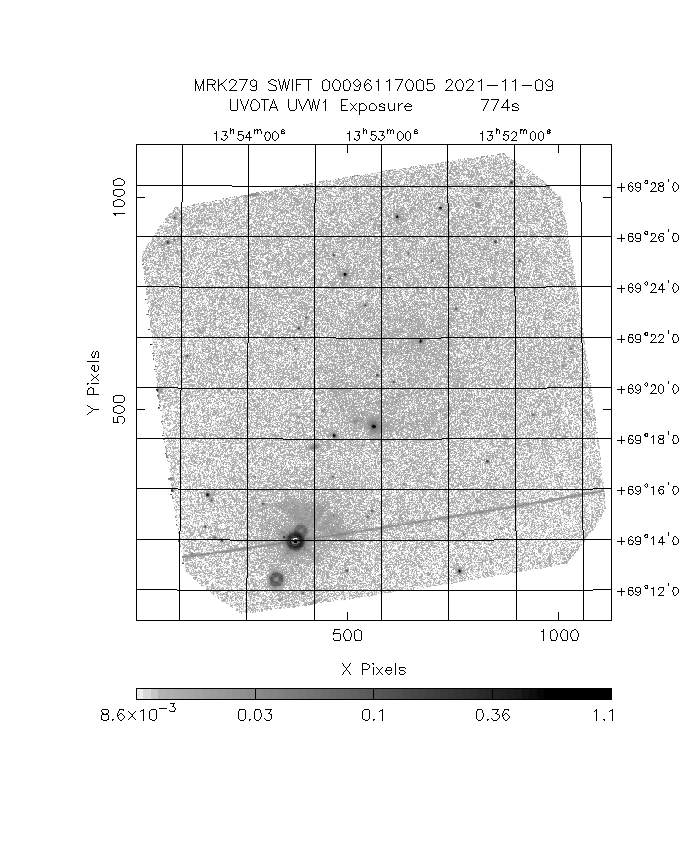 MRK279 SWIFT 00096117005 2021-11-09
UVOTA UVW1 Exposure 774s
13h54m00s 13h53m00s 13h52m00s
1000
500
Y Pixels
+69°28'0
+69°26'0
+69°24'0
+69°22'0
+69°20'0
+69°18'0
+69°16'0
+69°14'0
+69°12'0
500 1000
X Pixels
8.6×10⁻³ 0.03 0.1 0.36 1.1